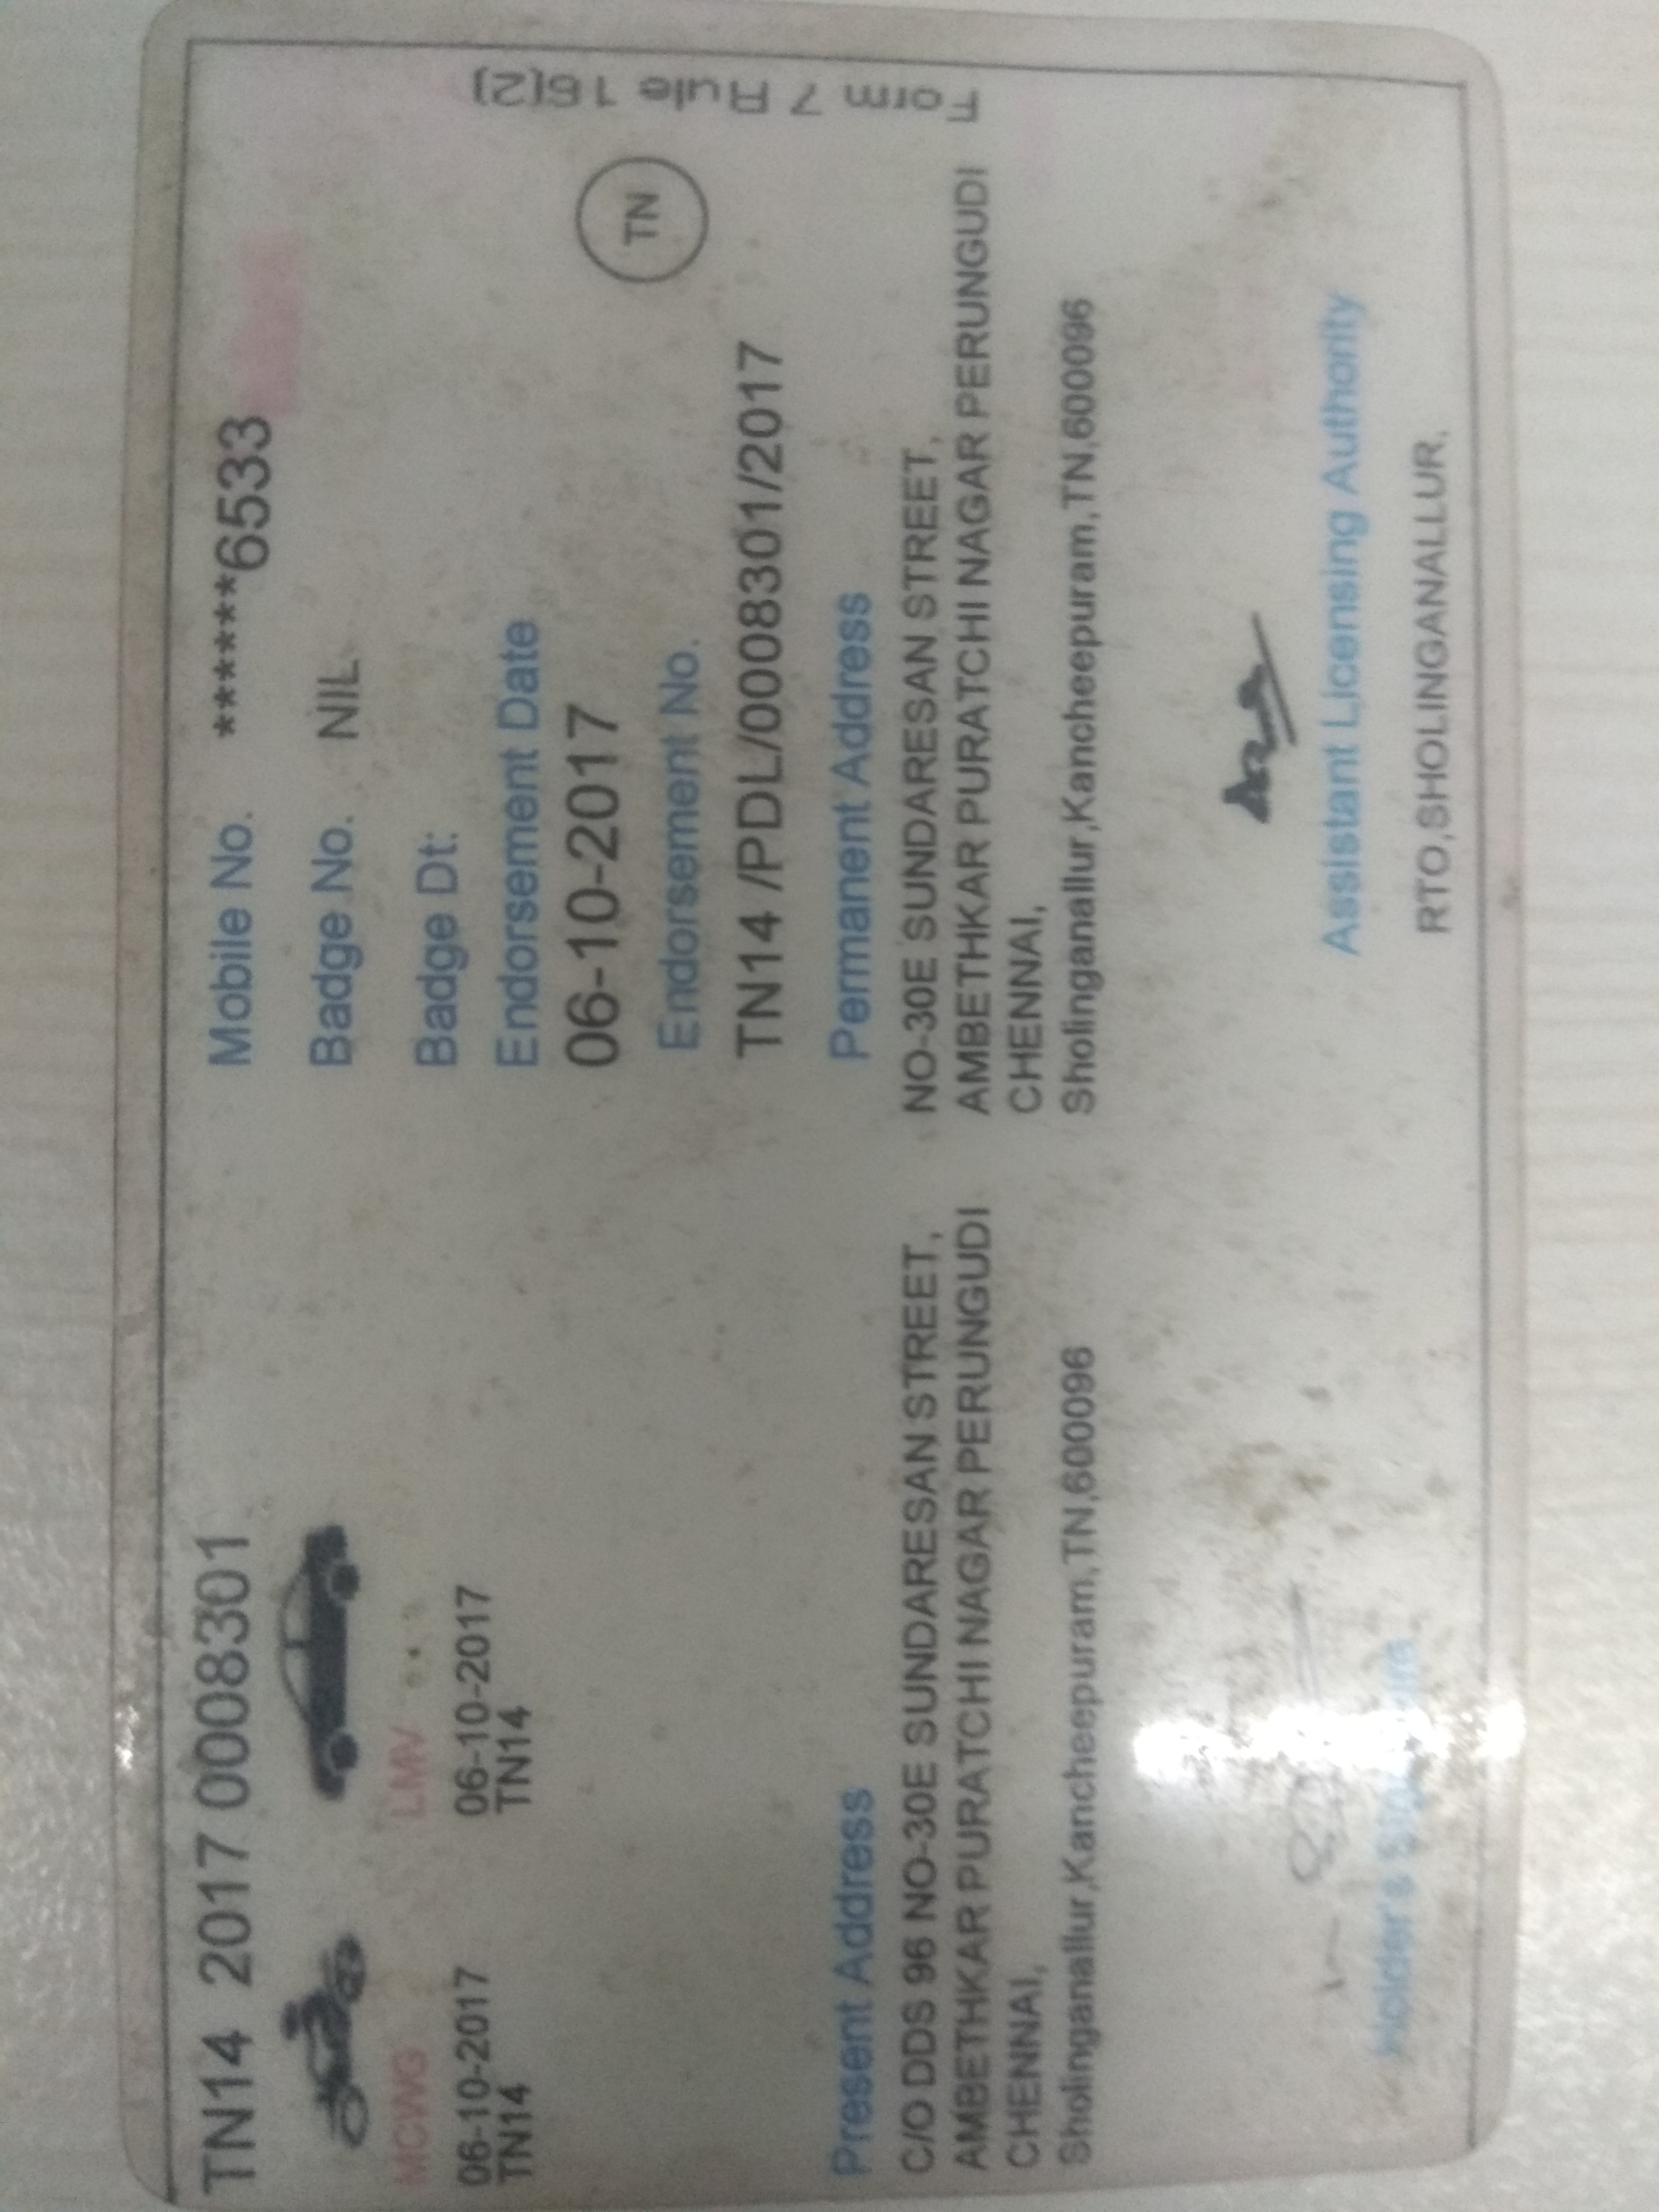 TN14 2017 0008301
MCWG LMV
06-10-2017 06-10-2017
TN14 TN14
Mobile No. ******6533
Badge No. NIL
Badge Dt:
Endorsement Date
06-10-2017
Endorsement No.
TN14 /PDL/0008301/2017
TN
Form 7 Rule 16(2)
Present Address
C/O DDS 96 NO-30E SUNDARESAN STREET,
AMBETHKAR PURATCHI NAGAR PERUNGUDI
CHENNAI,
Sholinganallur,Kancheepuram,TN,600096
Permanent Address
NO-30E SUNDARESAN STREET,
AMBETHKAR PURATCHI NAGAR PERUNGUDI
CHENNAI,
Sholinganallur,Kancheepuram,TN,600096
Holder's
Assistant Licensing Authority
RTO,SHOLINGANALLUR,